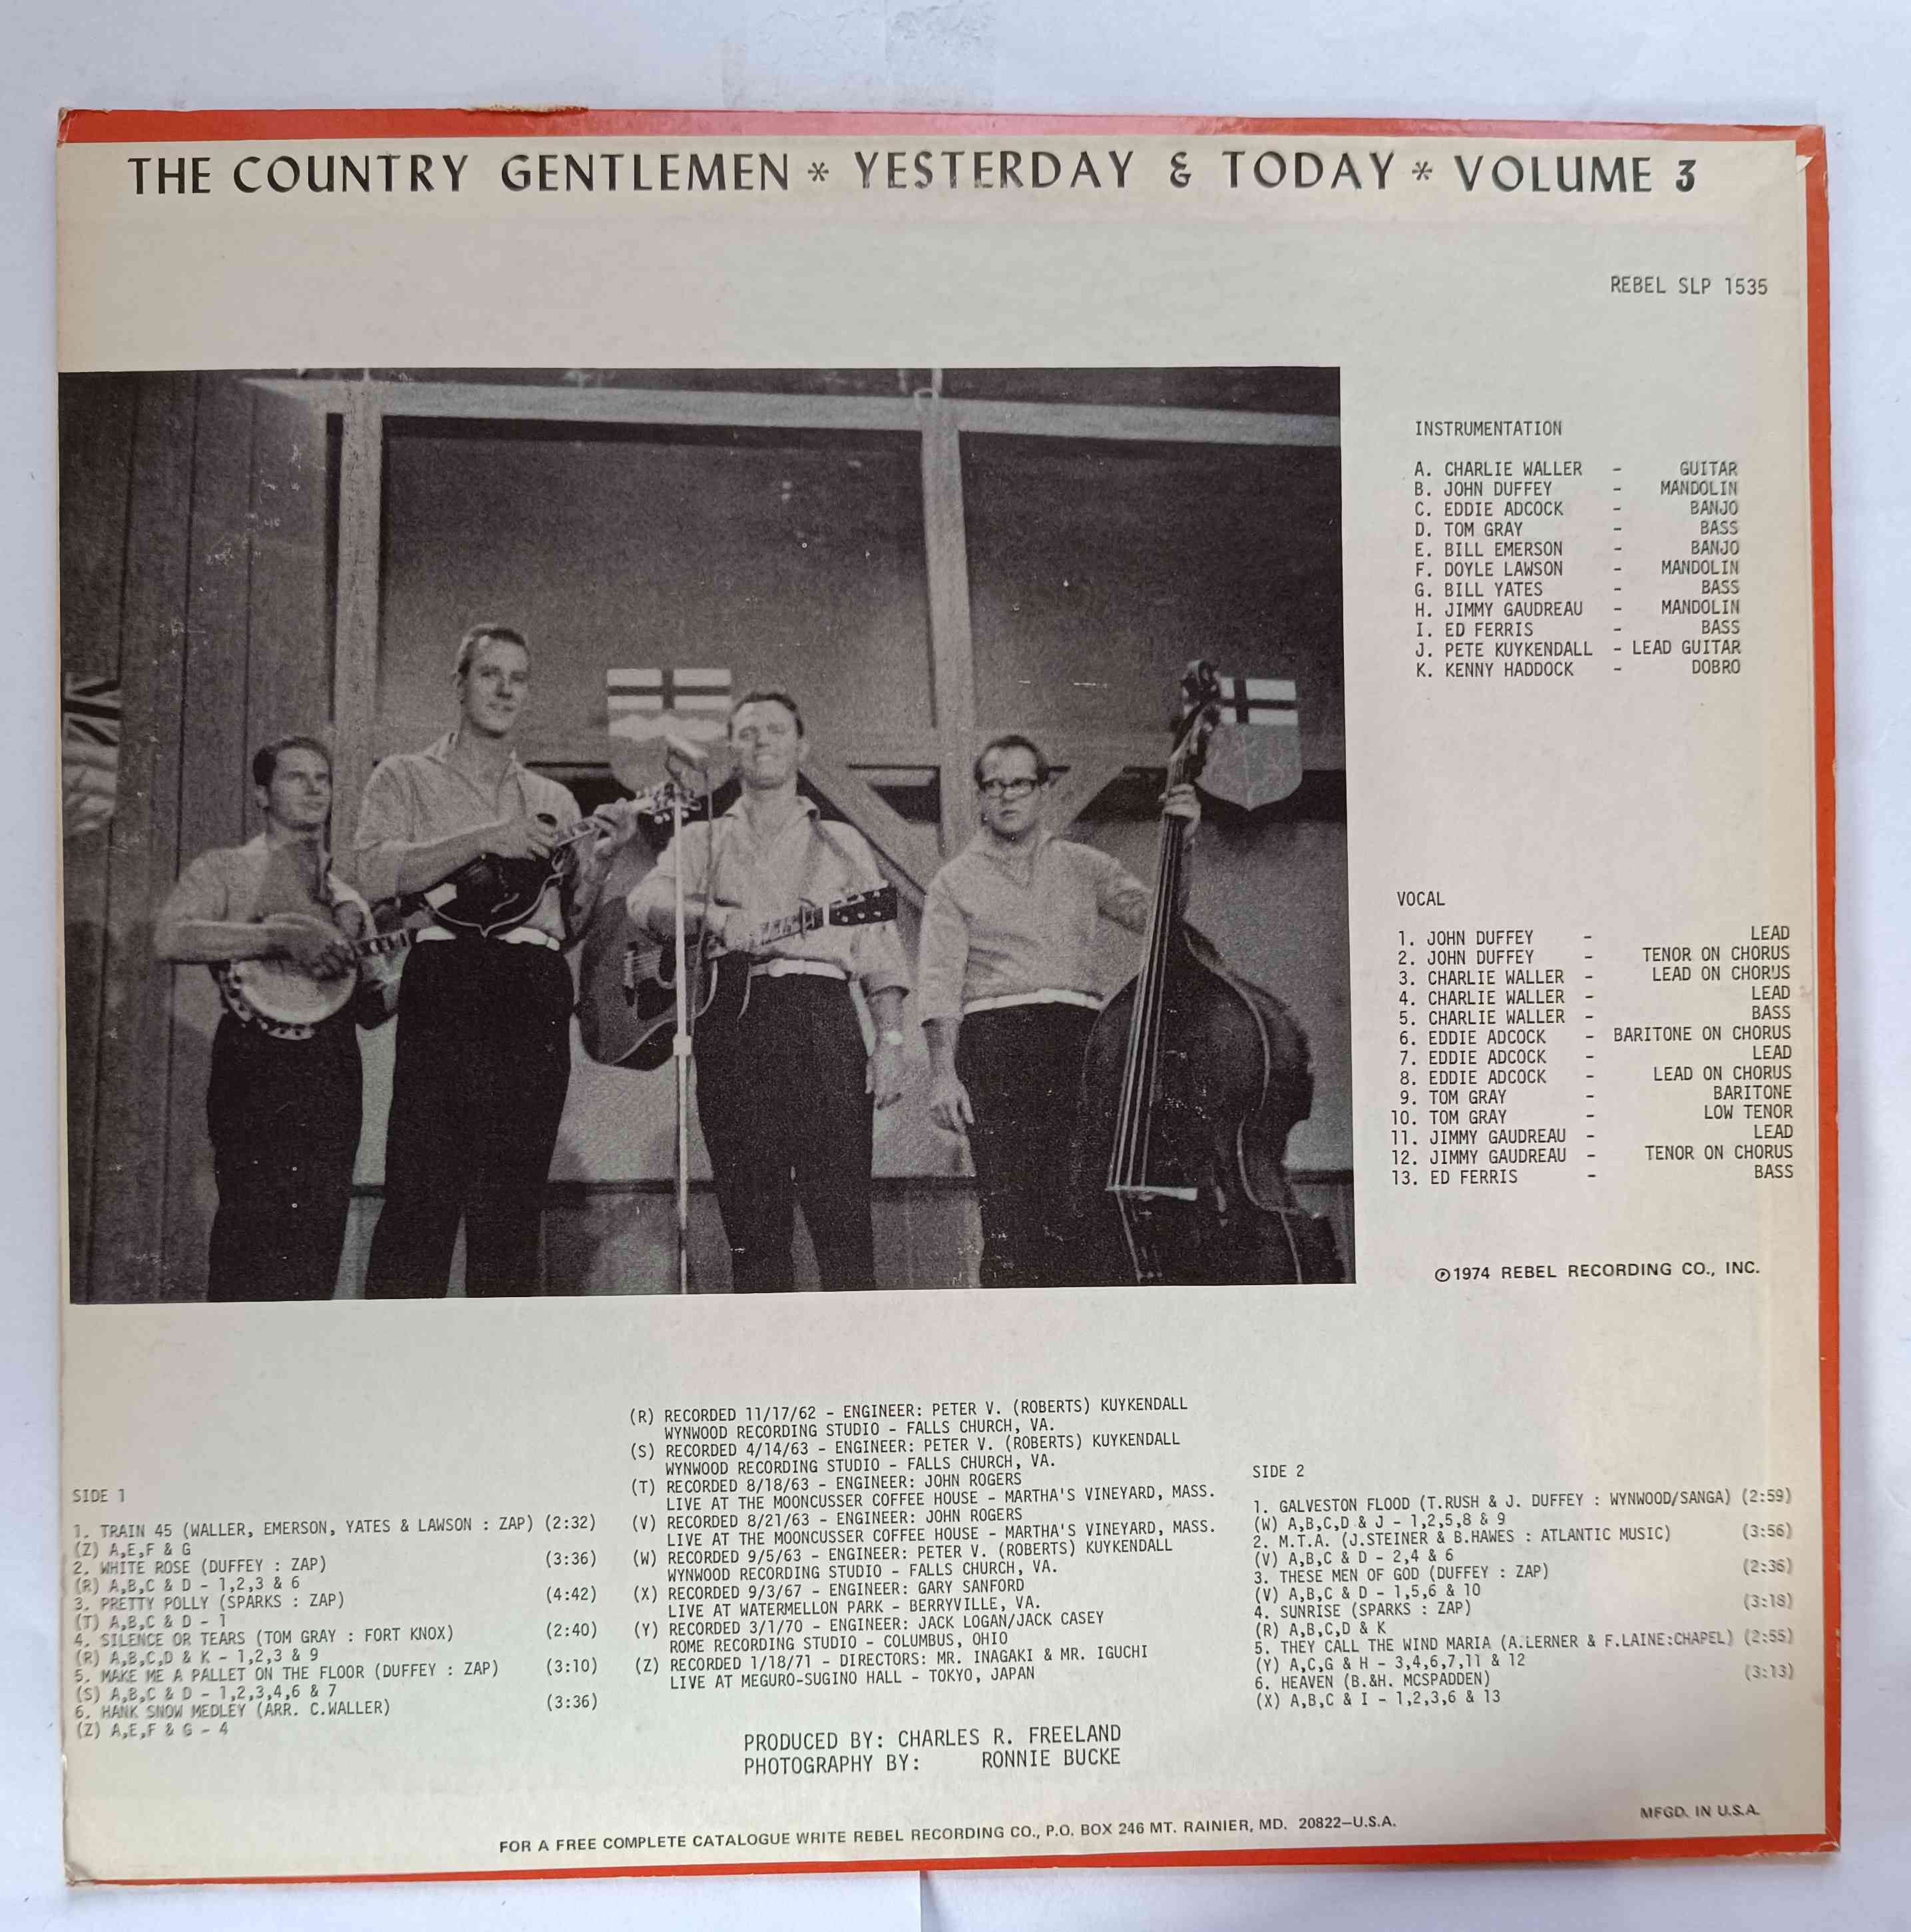 THE COUNTRY GENTLEMEN * YESTERDAY & TODAY * VOLUME 3
REBEL SLP 1535
INSTRUMENTATION
A. CHARLIE WALLER - GUITAR
B. JOHN DUFFEY - MANDOLIN
C. EDDIE ADCOCK - BANJO
D. TOM GRAY - BASS
E. BILL EMERSON - BANJO
F. DOYLE LAWSON - MANDOLIN
G. BILL YATES - BASS
H. JIMMY GAUDREAU - MANDOLIN
I. ED FERRIS - BASS
J. PETE KUYKENDALL - LEAD GUITAR
K. KENNY HADDOCK - DOBRO
VOCAL
1. JOHN DUFFEY - LEAD
2. JOHN DUFFEY - TENOR ON CHORUS
3. CHARLIE WALLER - LEAD ON CHORUS
4. CHARLIE WALLER - LEAD
5. CHARLIE WALLER - BASS
6. EDDIE ADCOCK - BARITONE ON CHORUS
7. EDDIE ADCOCK - LEAD
8. EDDIE ADCOCK - LEAD ON CHORUS
9. TOM GRAY - BARITONE
10. TOM GRAY - LOW TENOR
11. JIMMY GAUDREAU - LEAD
12. JIMMY GAUDREAU - TENOR ON CHORUS
13. ED FERRIS - BASS
℗1974 REBEL RECORDING CO., INC.
SIDE 1
1. TRAIN 45 (WALLER, EMERSON, YATES & LAWSON : ZAP) (2:32)
(Z) A,E,F & G
2. WHITE ROSE (DUFFEY : ZAP) (3:36)
(R) A,B,C & D - 1,2,3 & 6
3. PRETTY POLLY (SPARKS : ZAP) (4:42)
(T) A,B,C & D - 1
4. SILENCE OR TEARS (TOM GRAY : FORT KNOX) (2:40)
(R) A,B,C,D & K - 1,2,3 & 9
5. MAKE ME A PALLET ON THE FLOOR (DUFFEY : ZAP) (3:10)
(S) A,B,C & D - 1,2,3,4,6 & 7
6. HANK SNOW MEDLEY (ARR. C.WALLER) (3:36)
(Z) A,E,F & G - 4
(R) RECORDED 11/17/62 - ENGINEER: PETER V. (ROBERTS) KUYKENDALL
WYNWOOD RECORDING STUDIO - FALLS CHURCH, VA.
(S) RECORDED 4/14/63 - ENGINEER: PETER V. (ROBERTS) KUYKENDALL
WYNWOOD RECORDING STUDIO - FALLS CHURCH, VA.
(T) RECORDED 8/18/63 - ENGINEER: JOHN ROGERS
LIVE AT THE MOONCUSSER COFFEE HOUSE - MARTHA'S VINEYARD, MASS.
(V) RECORDED 8/21/63 - ENGINEER: JOHN ROGERS
LIVE AT THE MOONCUSSER COFFEE HOUSE - MARTHA'S VINEYARD, MASS.
(W) RECORDED 9/5/63 - ENGINEER: PETER V. (ROBERTS) KUYKENDALL
WYNWOOD RECORDING STUDIO - FALLS CHURCH, VA.
(X) RECORDED 9/3/67 - ENGINEER: GARY SANFORD
LIVE AT WATERMELLON PARK - BERRYVILLE, VA.
(Y) RECORDED 3/1/70 - ENGINEER: JACK LOGAN/JACK CASEY
ROME RECORDING STUDIO - COLUMBUS, OHIO
(Z) RECORDED 1/18/71 - DIRECTORS: MR. INAGAKI & MR. IGUCHI
LIVE AT MEGURO-SUGINO HALL - TOKYO, JAPAN
SIDE 2
1. GALVESTON FLOOD (T.RUSH & J. DUFFEY : WYNWOOD/SANGA) (2:59)
(W) A,B,C,D & J - 1,2,5,8 & 9
2. M.T.A. (J.STEINER & B.HAWES : ATLANTIC MUSIC) (3:56)
(V) A,B,C & D - 2,4 & 6
3. THESE MEN OF GOD (DUFFEY : ZAP) (2:36)
(V) A,B,C & D - 1,5,6 & 10
4. SUNRISE (SPARKS : ZAP) (3:18)
(R) A,B,C,D & K
5. THEY CALL THE WIND MARIA (A.LERNER & F.LAINE:CHAPEL) (2:55)
(Y) A,C,G & H - 3,4,6,7,11 & 12
6. HEAVEN (B.&H. MCSPADDEN) (3:13)
(X) A,B,C & I - 1,2,3,6 & 13
PRODUCED BY: CHARLES R. FREELAND
PHOTOGRAPHY BY: RONNIE BUCKE
FOR A FREE COMPLETE CATALOGUE WRITE REBEL RECORDING CO., P.O. BOX 246 MT. RAINIER, MD. 20822—U.S.A.
MFGD. IN U.S.A.